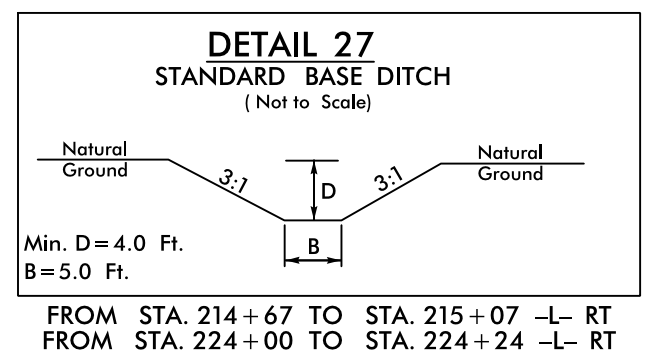 DETAIL 27
STANDARD BASE DITCH
( Not to Scale)
Natural
Ground
3:1
D
3:1
Natural
Ground
Min. D=4.0 Ft.
B=5.0 Ft.
B
FROM STA. 214+67 TO STA. 215+07 -L- RT
FROM STA. 224+00 TO STA. 224+24 -L- RT